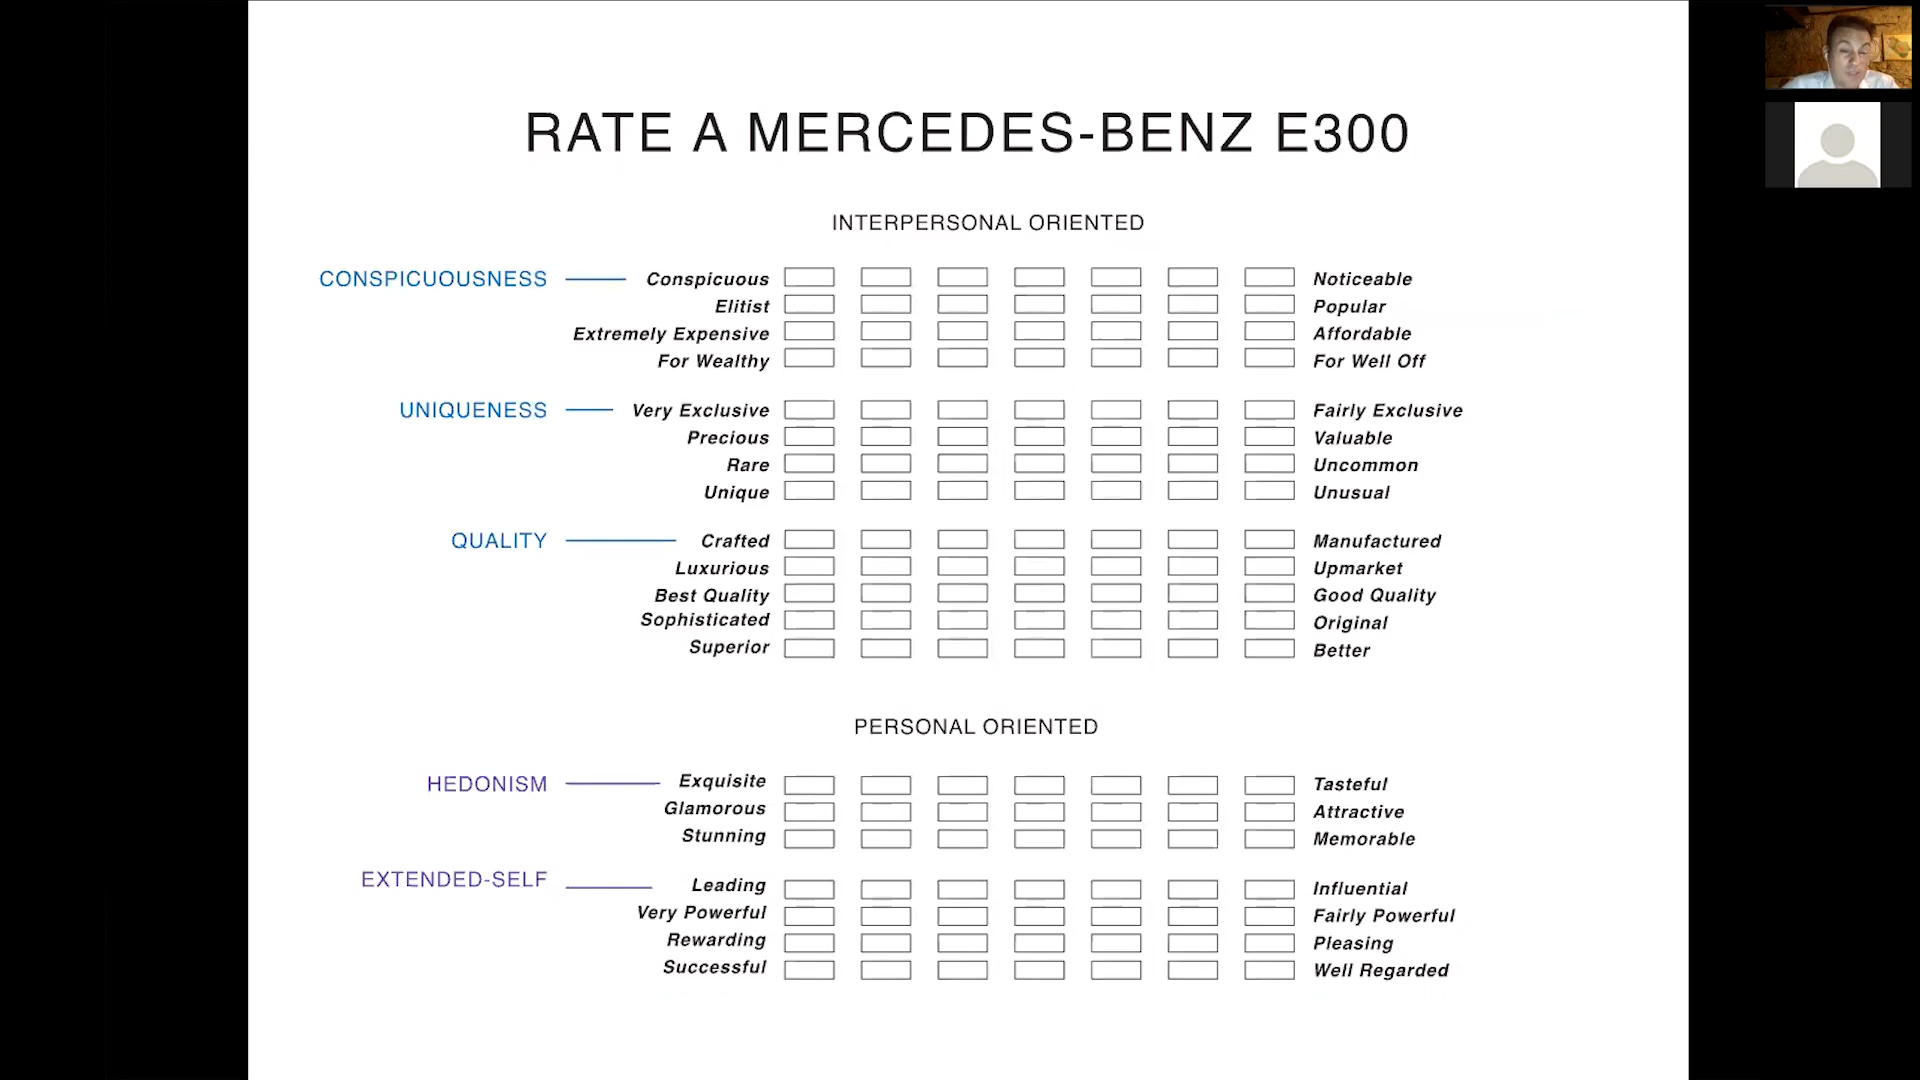 RATE A MERCEDES-BENZ E300
INTERPERSONAL ORIENTED
CONSPICUOUSNESS Conspicuous Noticeable
Elitist Popular
Extremely Expensive Affordable
For Wealthy For Well Off
UNIQUENESS Very Exclusive Fairly Exclusive
Precious Valuable
Rare Uncommon
Unique Unusual
QUALITY Crafted Manufactured
Luxurious Upmarket
Best Quality Good Quality
Sophisticated Original
Superior Better
PERSONAL ORIENTED
HEDONISM Exquisite Tasteful
Glamorous Attractive
Stunning Memorable
EXTENDED-SELF Leading Influential
Very Powerful Fairly Powerful
Rewarding Pleasing
Successful Well Regarded